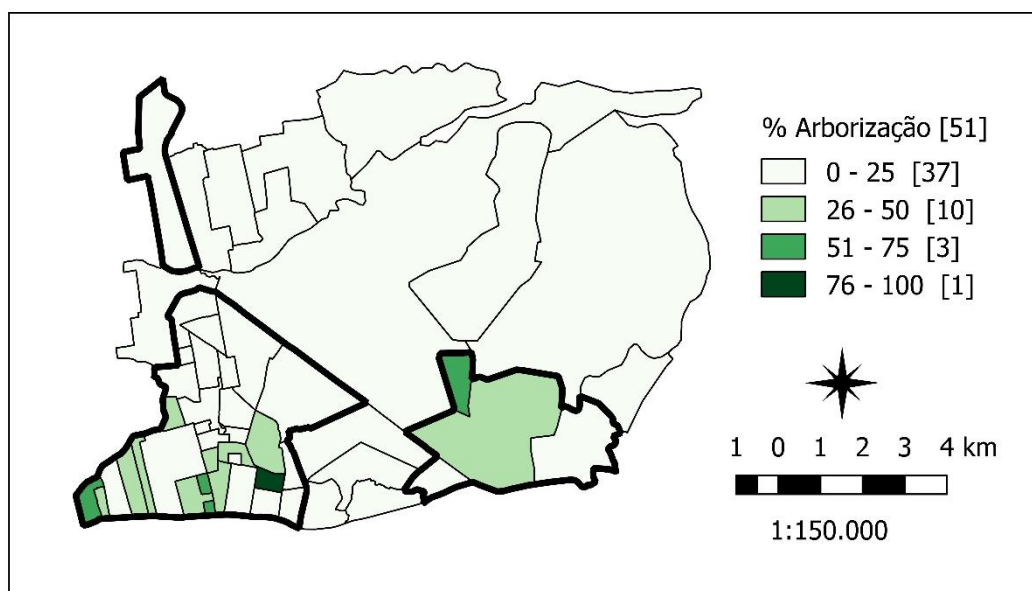 % Arborização [51]
0 - 25 [37]
26 - 50 [10]
51 - 75 [3]
76 - 100 [1]
1 0 1 2 3 4 km
1:150.000